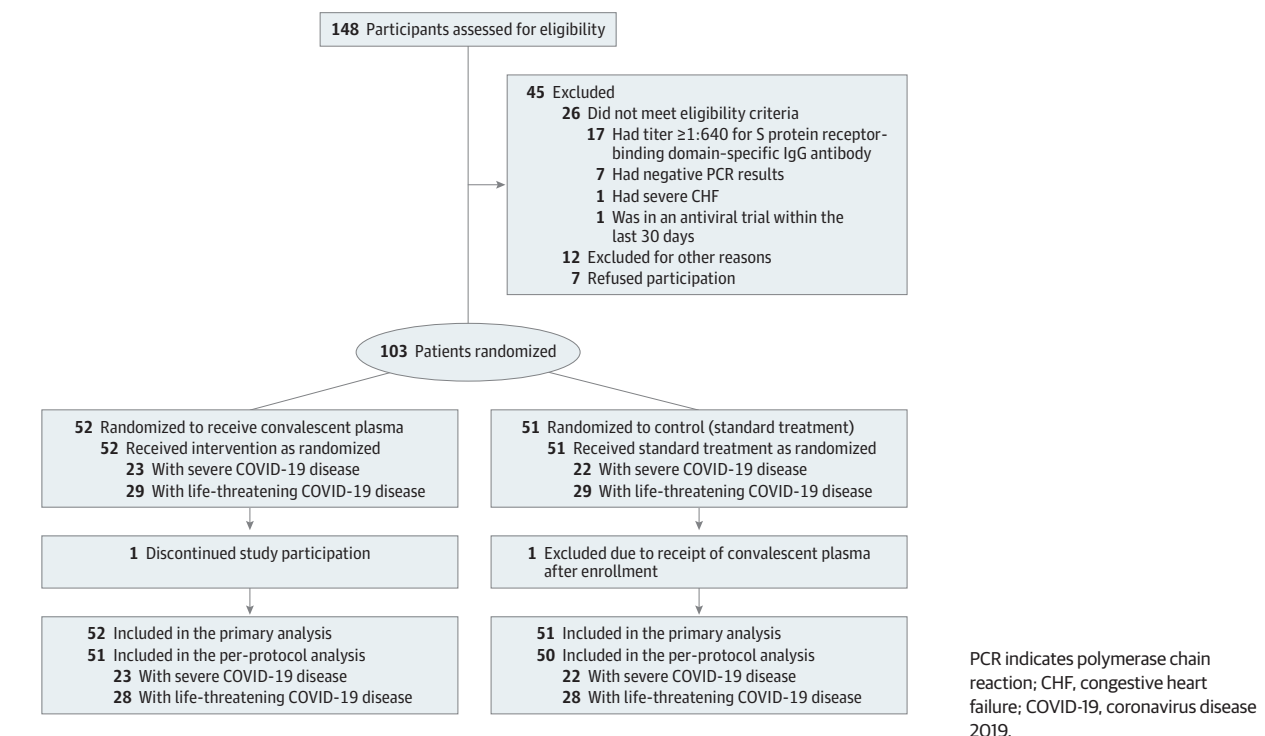 148 Participants assessed for eligibility
45 Excluded
26 Did not meet eligibility criteria
17 Had titer ≥1:640 for S protein receptor-
binding domain-specific IgG antibody
7 Had negative PCR results
1 Had severe CHF
1 Was in an antiviral trial within the
last 30 days
12 Excluded for other reasons
7 Refused participation
103 Patients randomized
52 Randomized to receive convalescent plasma
52 Received intervention as randomized
23 With severe COVID-19 disease
29 With life-threatening COVID-19 disease
51 Randomized to control (standard treatment)
51 Received standard treatment as randomized
22 With severe COVID-19 disease
29 With life-threatening COVID-19 disease
1 Discontinued study participation
1 Excluded due to receipt of convalescent plasma
after enrollment
52 Included in the primary analysis
51 Included in the per-protocol analysis
23 With severe COVID-19 disease
28 With life-threatening COVID-19 disease
51 Included in the primary analysis
50 Included in the per-protocol analysis
22 With severe COVID-19 disease
28 With life-threatening COVID-19 disease
PCR indicates polymerase chain
reaction; CHF, congestive heart
failure; COVID-19, coronavirus disease
2019.